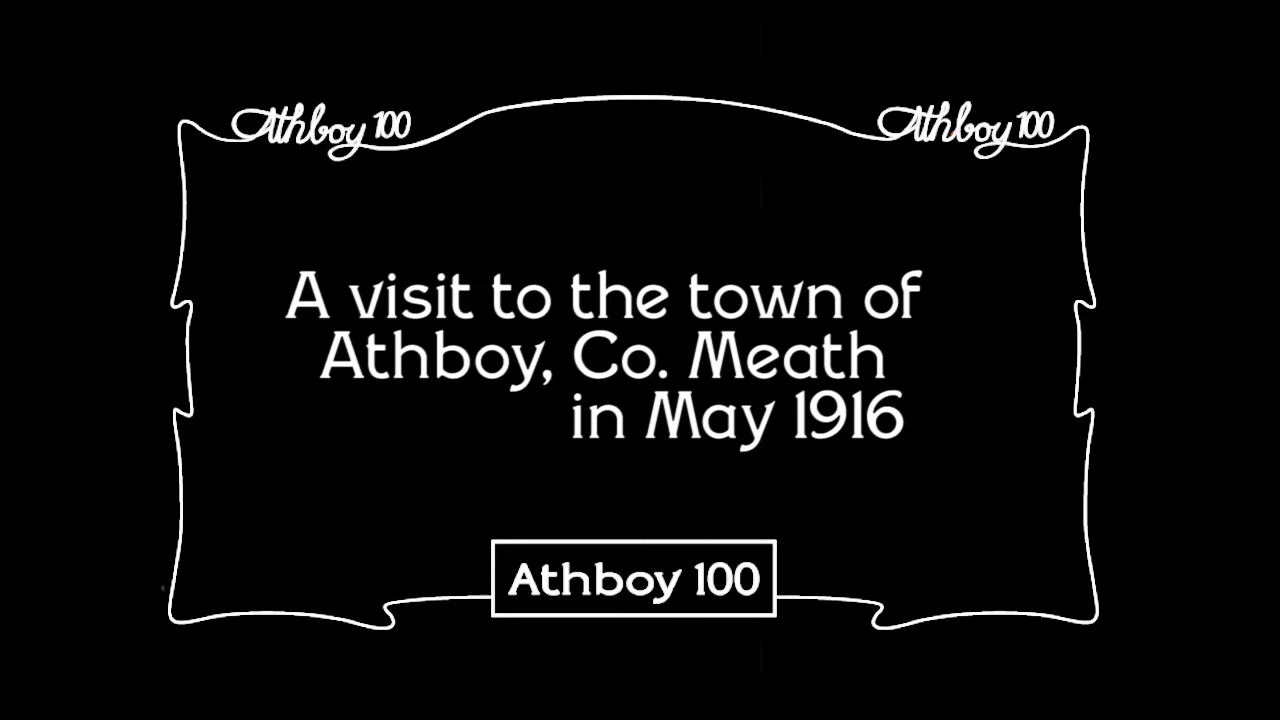 Athboy 100 Athboy 100
A visit to the town of
Athboy, Co. Meath
in May 1916
Athboy 100